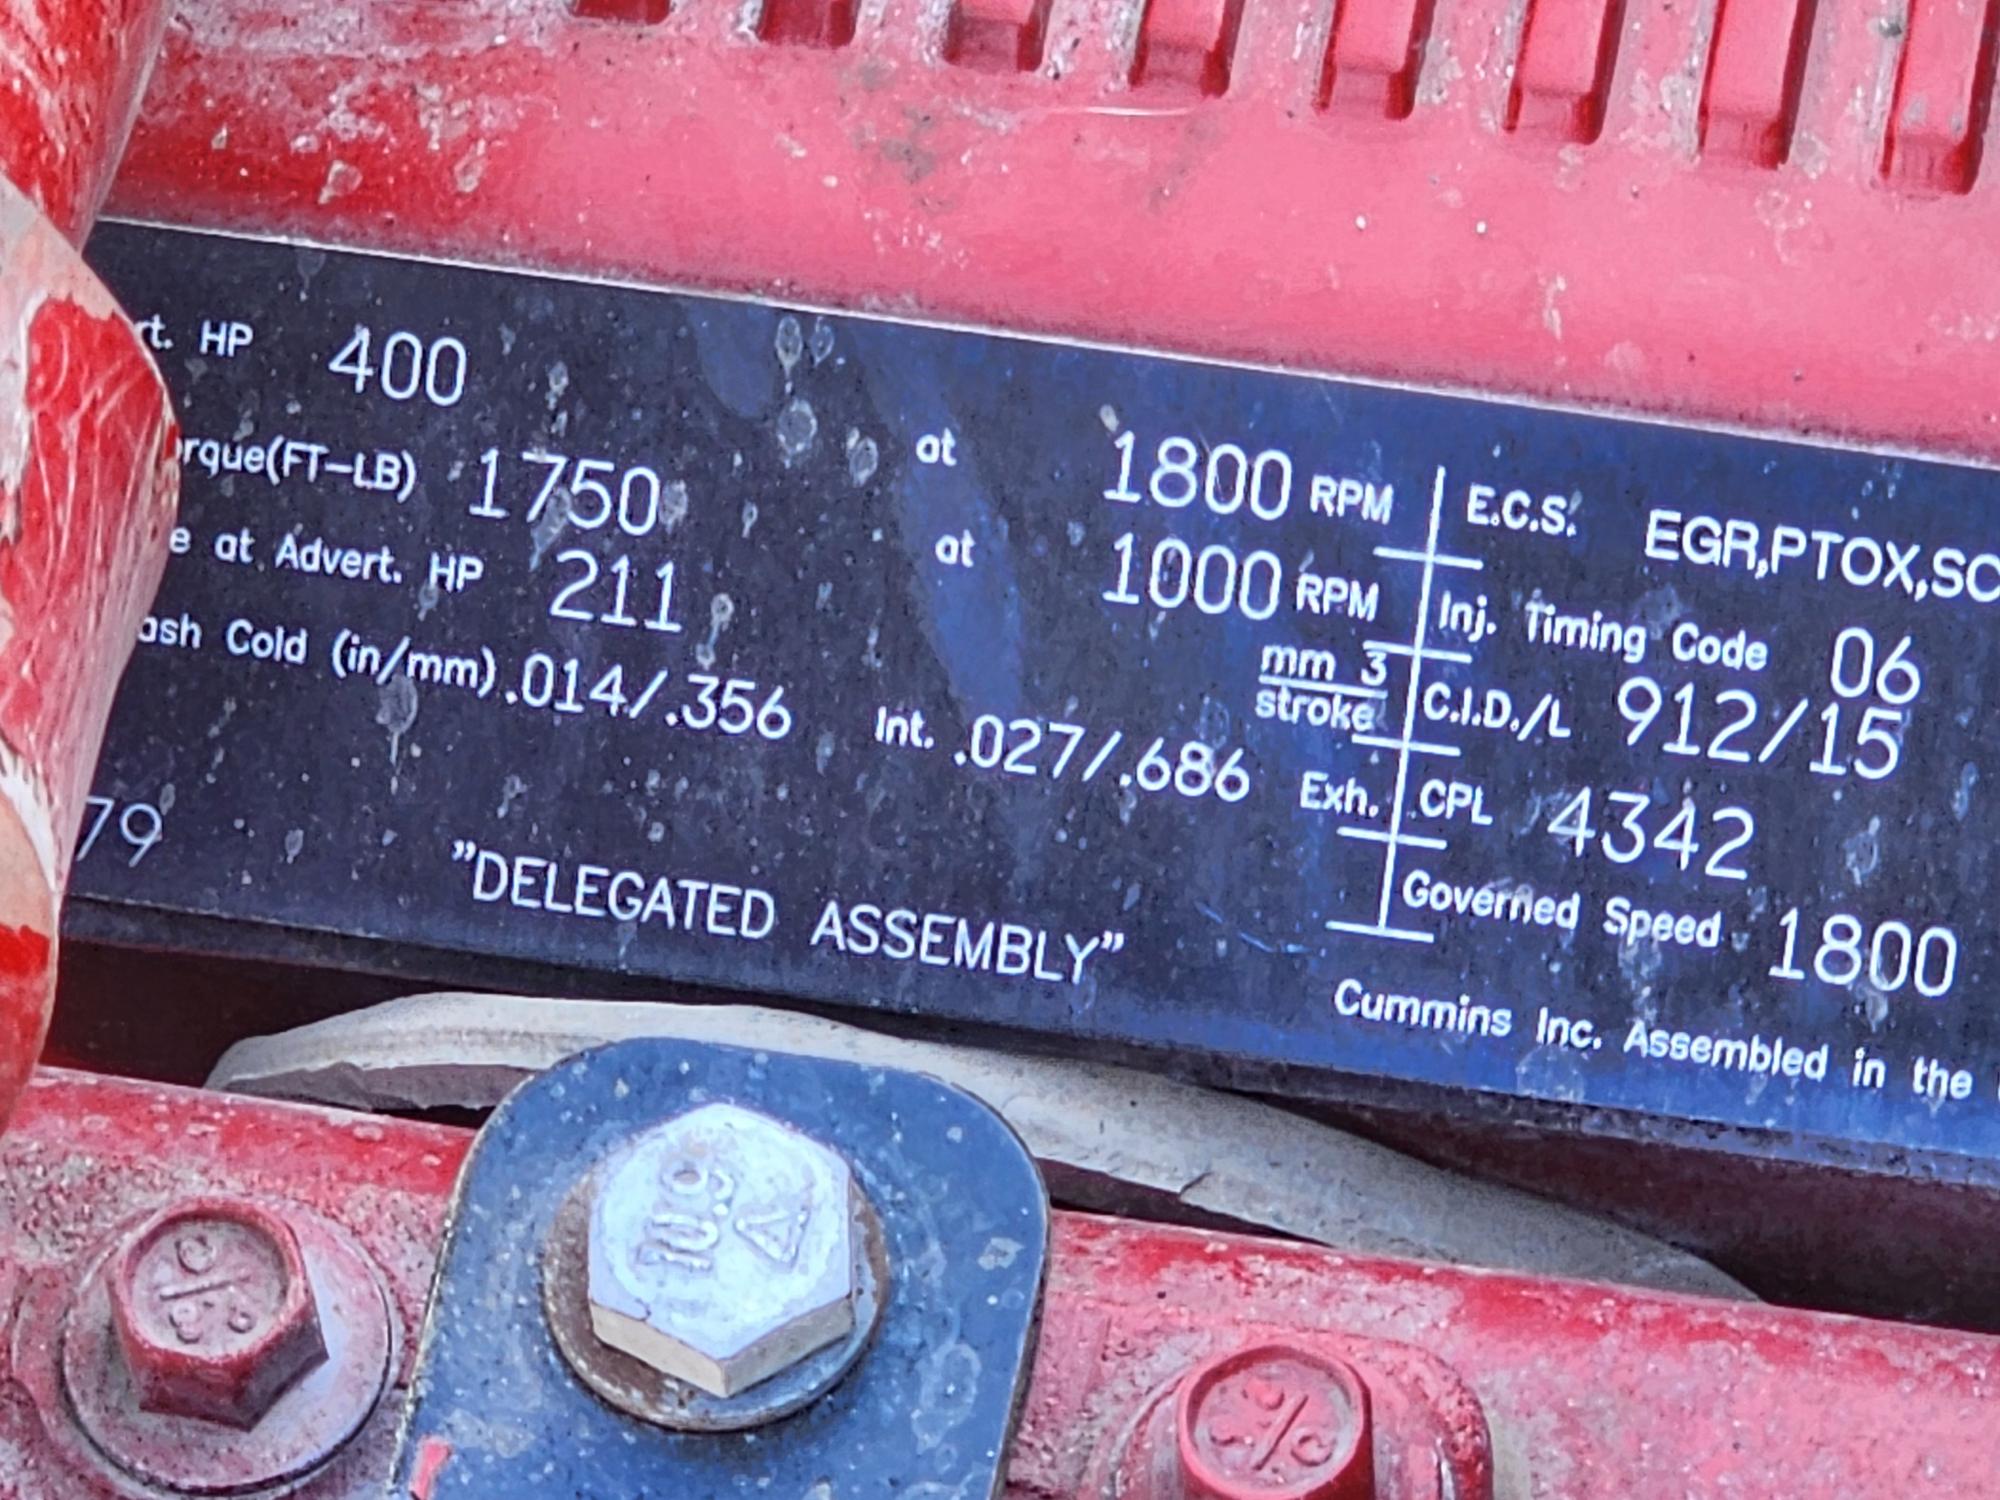 rt. HP 400 at 1800 RPM
rque(FT-LB) 1750 at 1000 RPM
e at Advert. HP 211 mm 3
stroke
ash Cold (in/mm) .014/.356 Int. .027/.686 Exh.
79 "DELEGATED ASSEMBLY"
E.C.S. EGR,PTOX,SC
Inj. Timing Code 06
C.I.D./L 912/15
CPL 4342
Governed Speed 1800
Cummins Inc. Assembled in the
10.9